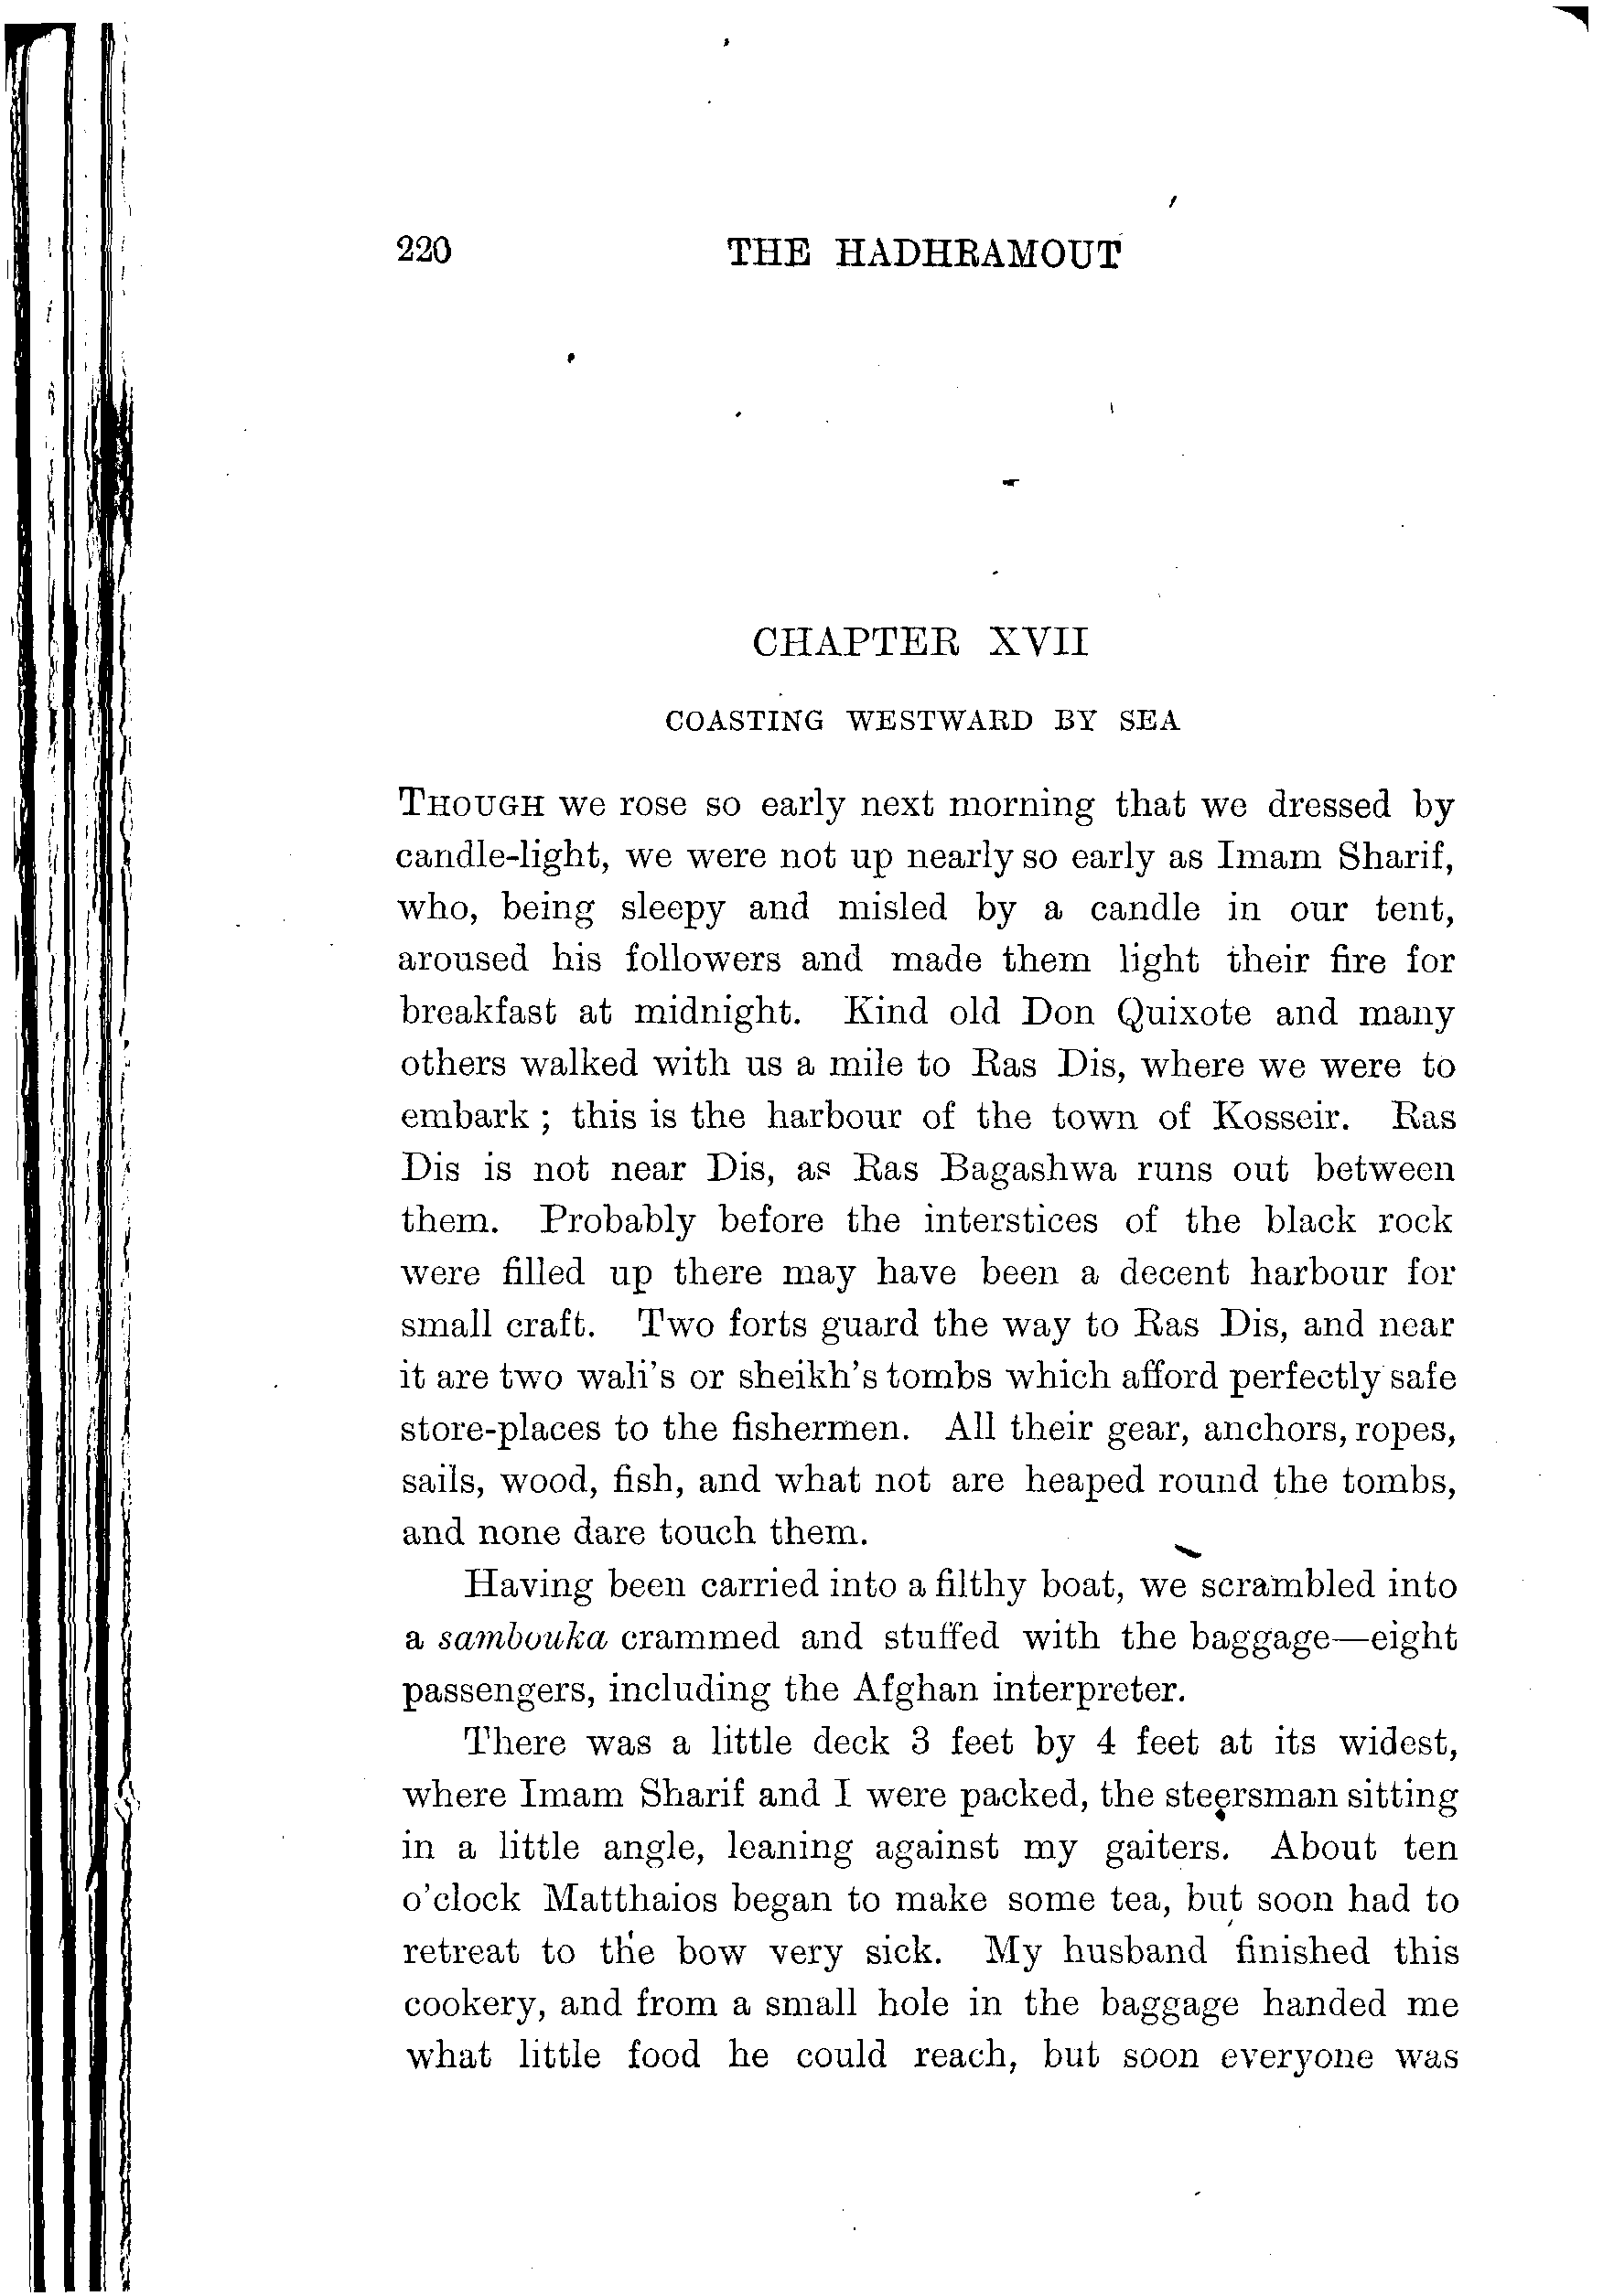 220 THE HADHRAMOUT
CHAPTER XVII
COASTING WESTWARD BY SEA
THOUGH we rose so early next morning that we dressed by
candle-light, we were not up nearly so early as Imam Sharif,
who, being sleepy and misled by a candle in our tent,
aroused his followers and made them light their fire for
breakfast at midnight. Kind old Don Quixote and many
others walked with us a mile to Ras Dis, where we were to
embark ; this is the harbour of the town of Kosseir. Ras
Dis is not near Dis, as Ras Bagashwa runs out between
them. Probably before the interstices of the black rock
were filled up there may have been a decent harbour for
small craft. Two forts guard the way to Ras Dis, and near
it are two wali's or sheikh's tombs which afford perfectly safe
store-places to the fishermen. All their gear, anchors, ropes,
sails, wood, fish, and what not are heaped round the tombs,
and none dare touch them.
Having been carried into a filthy boat, we scrambled into
a sambouka crammed and stuffed with the baggage—eight
passengers, including the Afghan interpreter.
There was a little deck 3 feet by 4 feet at its widest,
where Imam Sharif and I were packed, the steersman sitting
in a little angle, leaning against my gaiters. About ten
o'clock Matthaios began to make some tea, but soon had to
retreat to the bow very sick. My husband finished this
cookery, and from a small hole in the baggage handed me
what little food he could reach, but soon everyone was